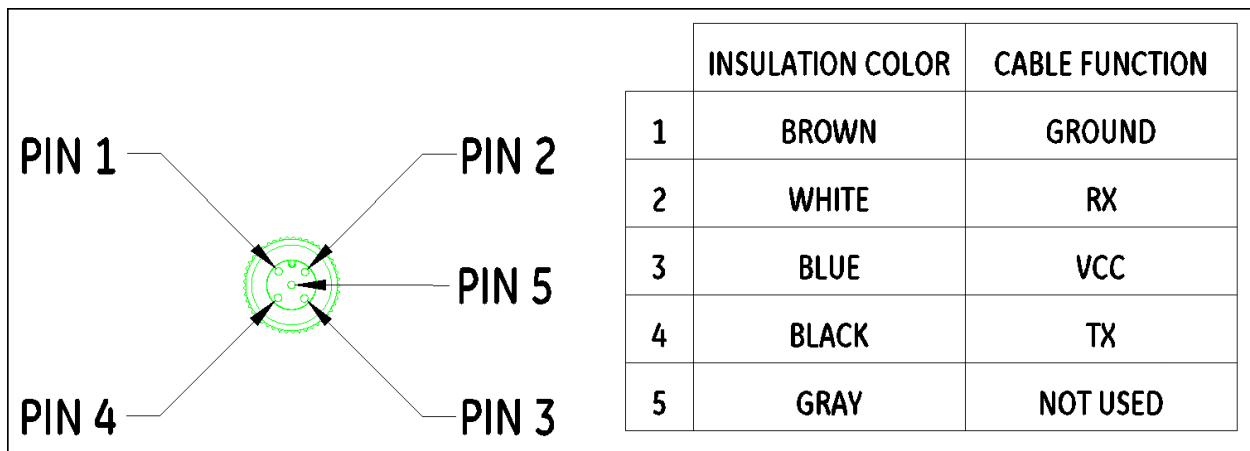 PIN 1
PIN 2
PIN 5
PIN 4
PIN 3
INSULATION COLOR CABLE FUNCTION
1 BROWN GROUND
2 WHITE RX
3 BLUE VCC
4 BLACK TX
5 GRAY NOT USED